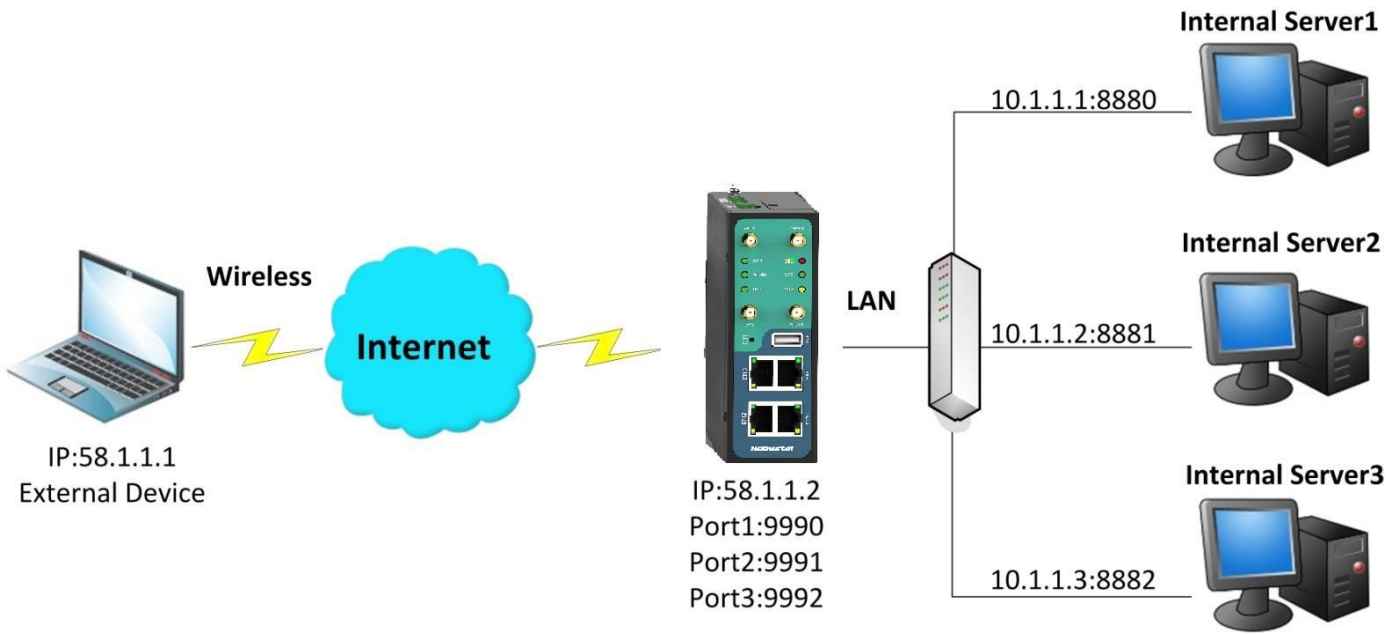 Internal Server1
10.1.1.1:8880
Wireless
Internet
LAN
Internal Server2
10.1.1.2:8881
IP:58.1.1.1
External Device
IP:58.1.1.2
Port1:9990
Port2:9991
Port3:9992
Internal Server3
10.1.1.3:8882